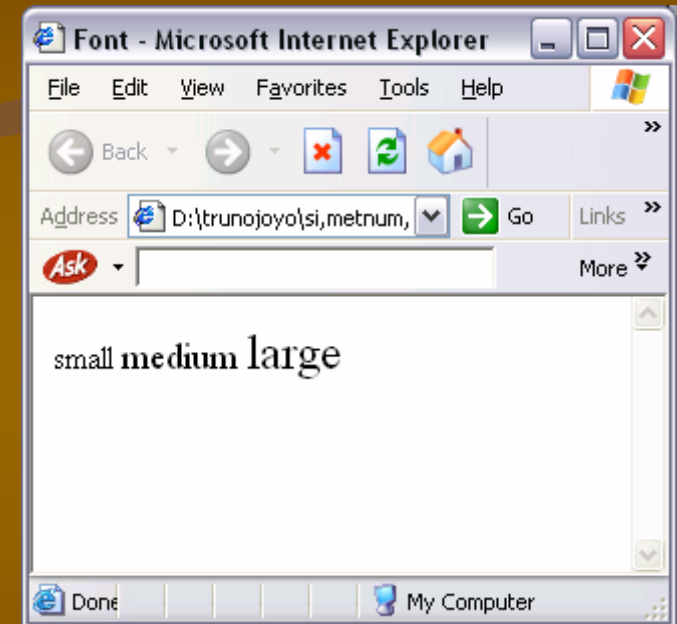 Font - Microsoft Internet Explorer
File Edit View Favorites Tools Help
Back
Address D:\trunojoyo\si,metnum, Go Links »
Ask More
small medium large
Done My Computer